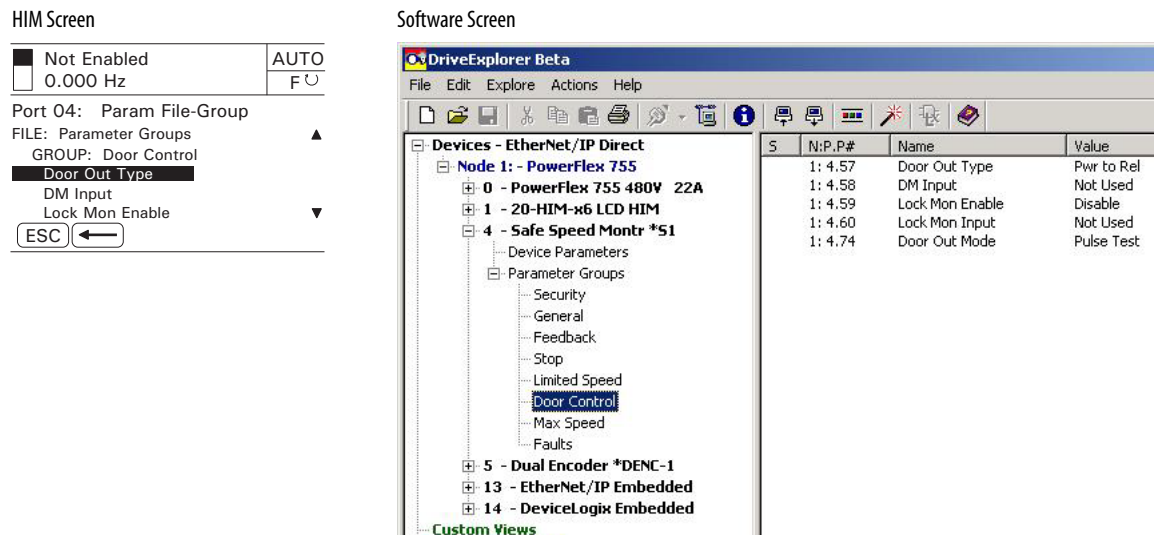 HIM Screen
Not Enabled
0.000 Hz
AUTO
F
Port 04: Param File-Group
FILE: Parameter Groups
GROUP: Door Control
Door Out Type
DM Input
Lock Mon Enable
ESC
Software Screen
DriveExplorer Beta
File Edit Explore Actions Help
Devices - EtherNet/IP Direct
Node 1: - PowerFlex 755
0 - PowerFlex 755 480V 22A
1 - 20-HIM-x6 LCD HIM
4 - Safe Speed Montr *S1
Device Parameters
Parameter Groups
Security
General
Feedback
Stop
Limited Speed
Door Control
Max Speed
Faults
5 - Dual Encoder *DENC-1
13 - EtherNet/IP Embedded
14 - DeviceLogix Embedded
Custom Views
S N:P.P# Name Value
1: 4.57 Door Out Type Pwr to Rel
1: 4.58 DM Input Not Used
1: 4.59 Lock Mon Enable Disable
1: 4.60 Lock Mon Input Not Used
1: 4.74 Door Out Mode Pulse Test